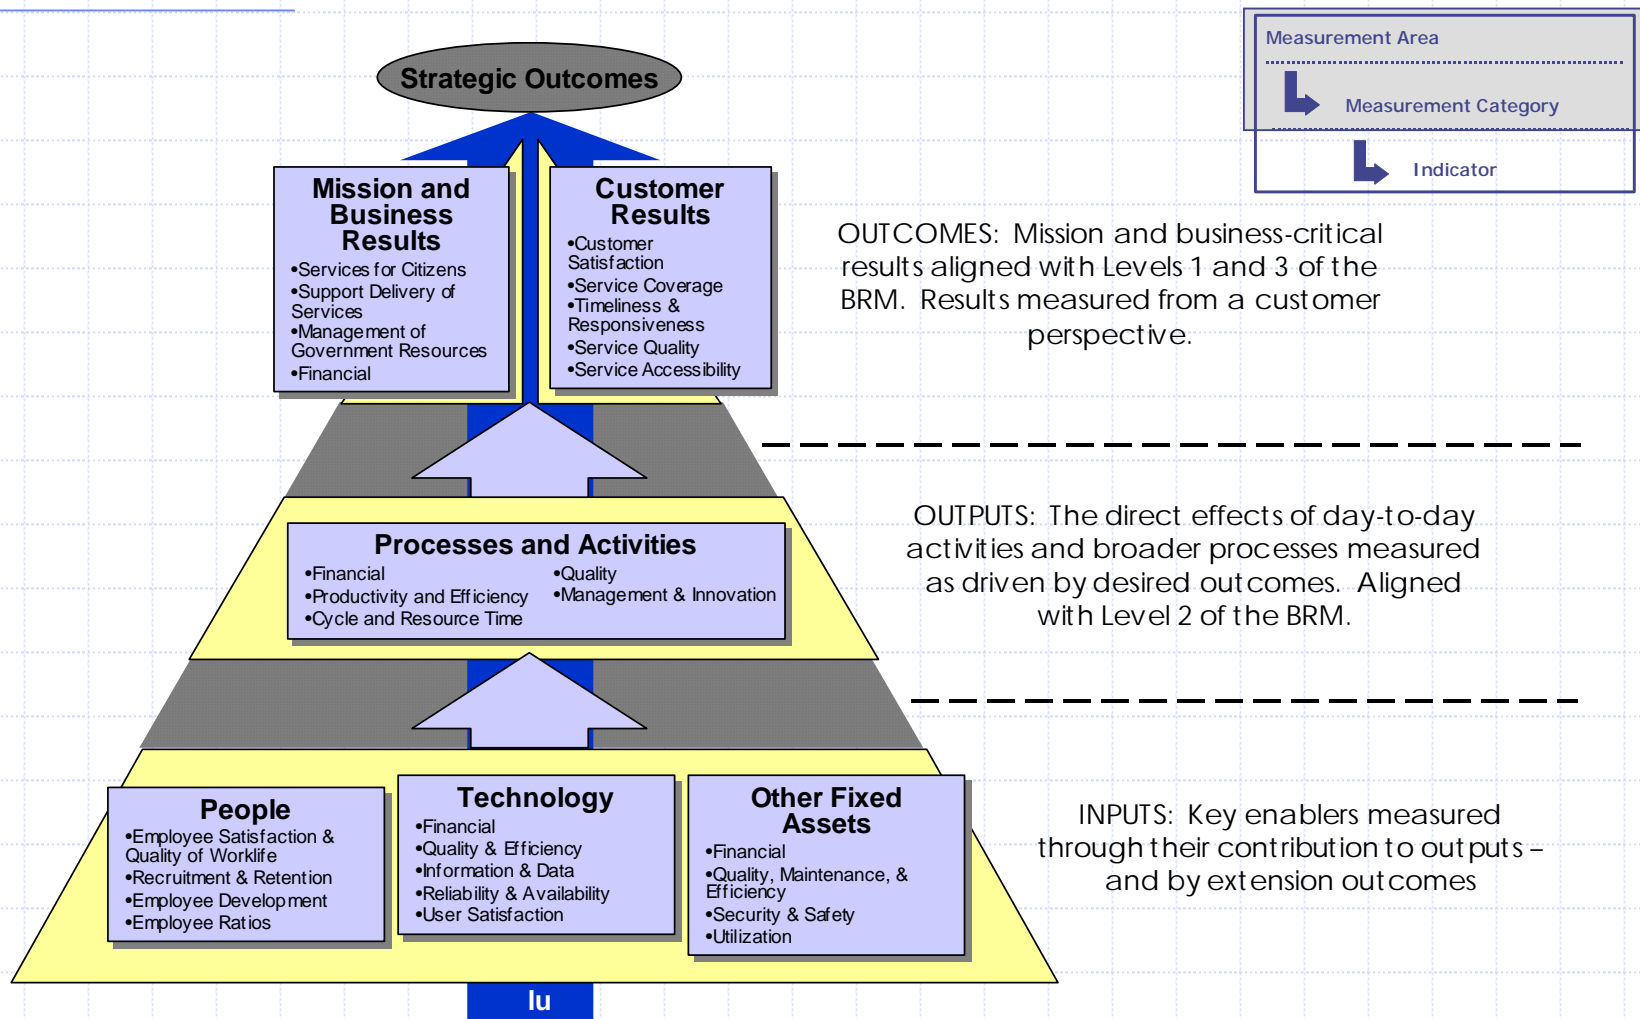 Measurement Area
Measurement Category
Indicator
Strategic Outcomes
Mission and
Business
Results
•Services for Citizens
•Support Delivery of
Services
•Management of
Government Resources
•Financial
Customer
Results
•Customer
Satisfaction
•Service Coverage
•Timeliness &
Responsiveness
•Service Quality
•Service Accessibility
OUTCOMES: Mission and business-critical
results aligned with Levels 1 and 3 of the
BRM. Results measured from a customer
perspective.
Processes and Activities
•Financial
•Productivity and Efficiency
•Cycle and Resource Time
•Quality
•Management & Innovation
OUTPUTS: The direct effects of day-to-day
activities and broader processes measured
as driven by desired outcomes. Aligned
with Level 2 of the BRM.
People
•Employee Satisfaction &
Quality of Worklife
•Recruitment & Retention
•Employee Development
•Employee Ratios
Technology
•Financial
•Quality & Efficiency
•Information & Data
•Reliability & Availability
•User Satisfaction
Other Fixed
Assets
•Financial
•Quality, Maintenance, &
Efficiency
•Security & Safety
•Utilization
INPUTS: Key enablers measured
through their contribution to outputs –
and by extension outcomes
lu